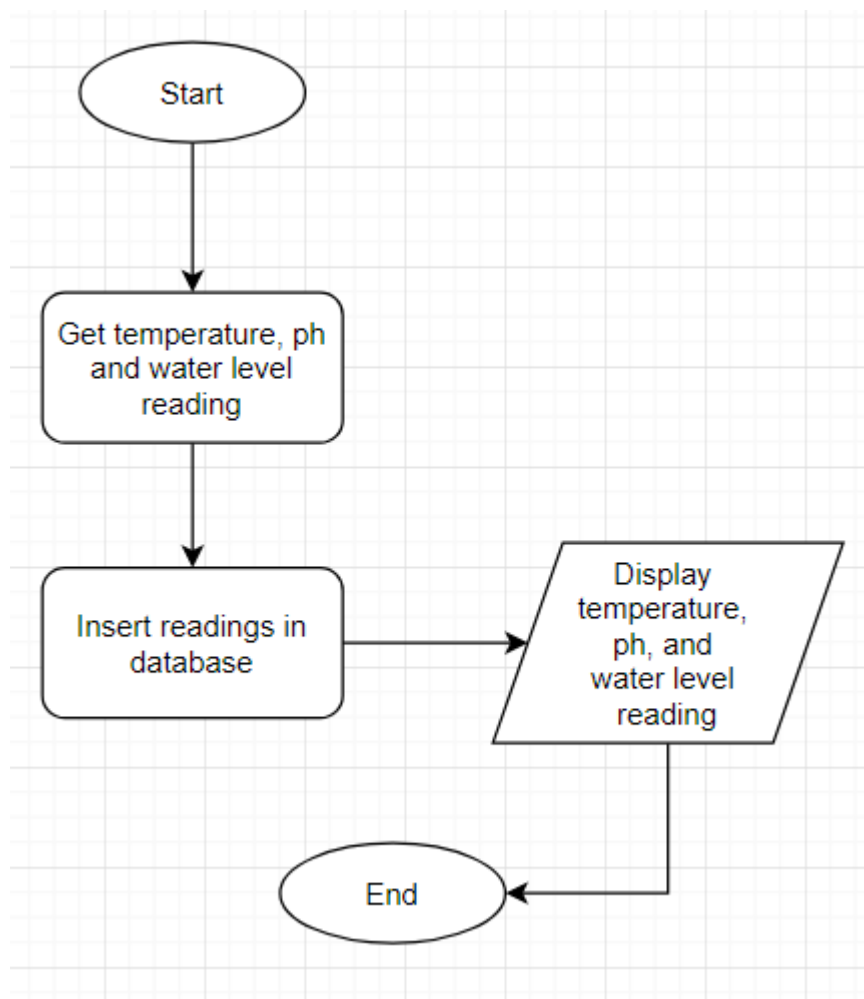 Start
Get temperature, ph
and water level
reading
Insert readings in
database
Display
temperature,
ph, and
water level
reading
End